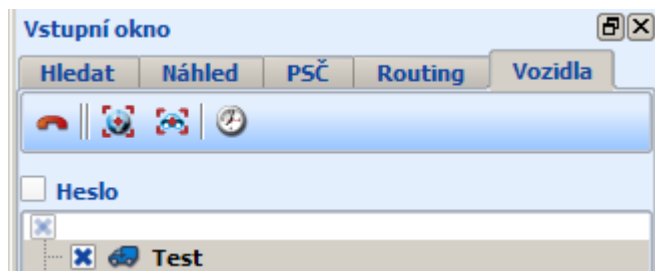 Vstupní okno
Hledat Náhled PSČ Routing Vozidla
Heslo
Test